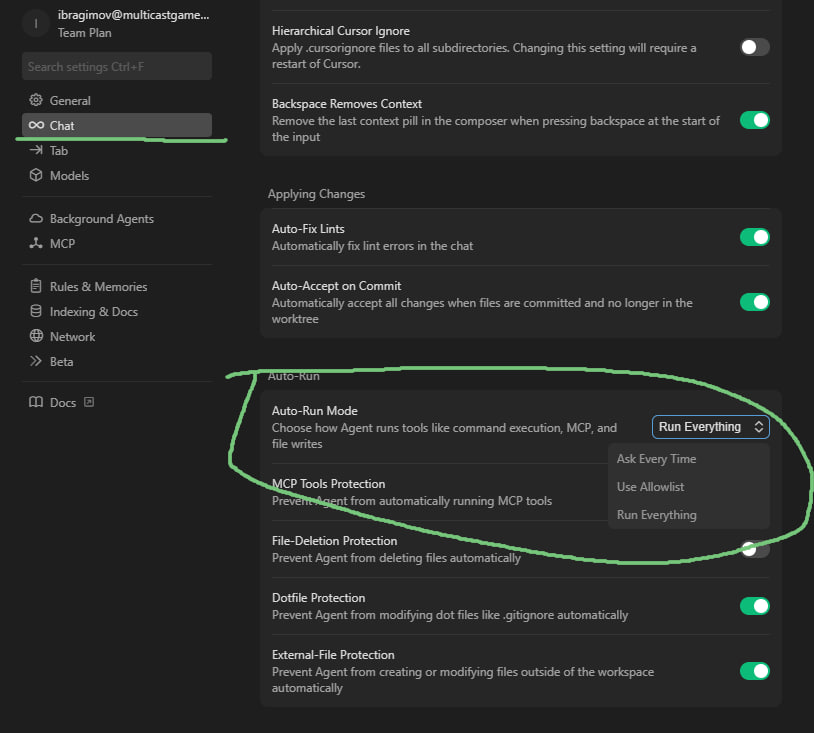 I
ibragimov@multicastgame...
Team Plan
Search settings Ctrl+F
General
Chat
Tab
Models
Background Agents
MCP
Rules & Memories
Indexing & Docs
Network
Beta
Docs
Hierarchical Cursor Ignore
Apply .cursorignore files to all subdirectories. Changing this setting will require a
restart of Cursor.
Backspace Removes Context
Remove the last context pill in the composer when pressing backspace at the start of
the input
Applying Changes
Auto-Fix Lints
Automatically fix lint errors in the chat
Auto-Accept on Commit
Automatically accept all changes when files are committed and no longer in the
worktree
Auto-Run
Auto-Run Mode
Choose how Agent runs tools like command execution, MCP, and
file writes
Run Everything
Ask Every Time
Use Allowlist
Run Everything
MCP Tools Protection
Prevent Agent from automatically running MCP tools
File-Deletion Protection
Prevent Agent from deleting files automatically
Dotfile Protection
Prevent Agent from modifying dot files like .gitignore automatically
External-File Protection
Prevent Agent from creating or modifying files outside of the workspace
automatically